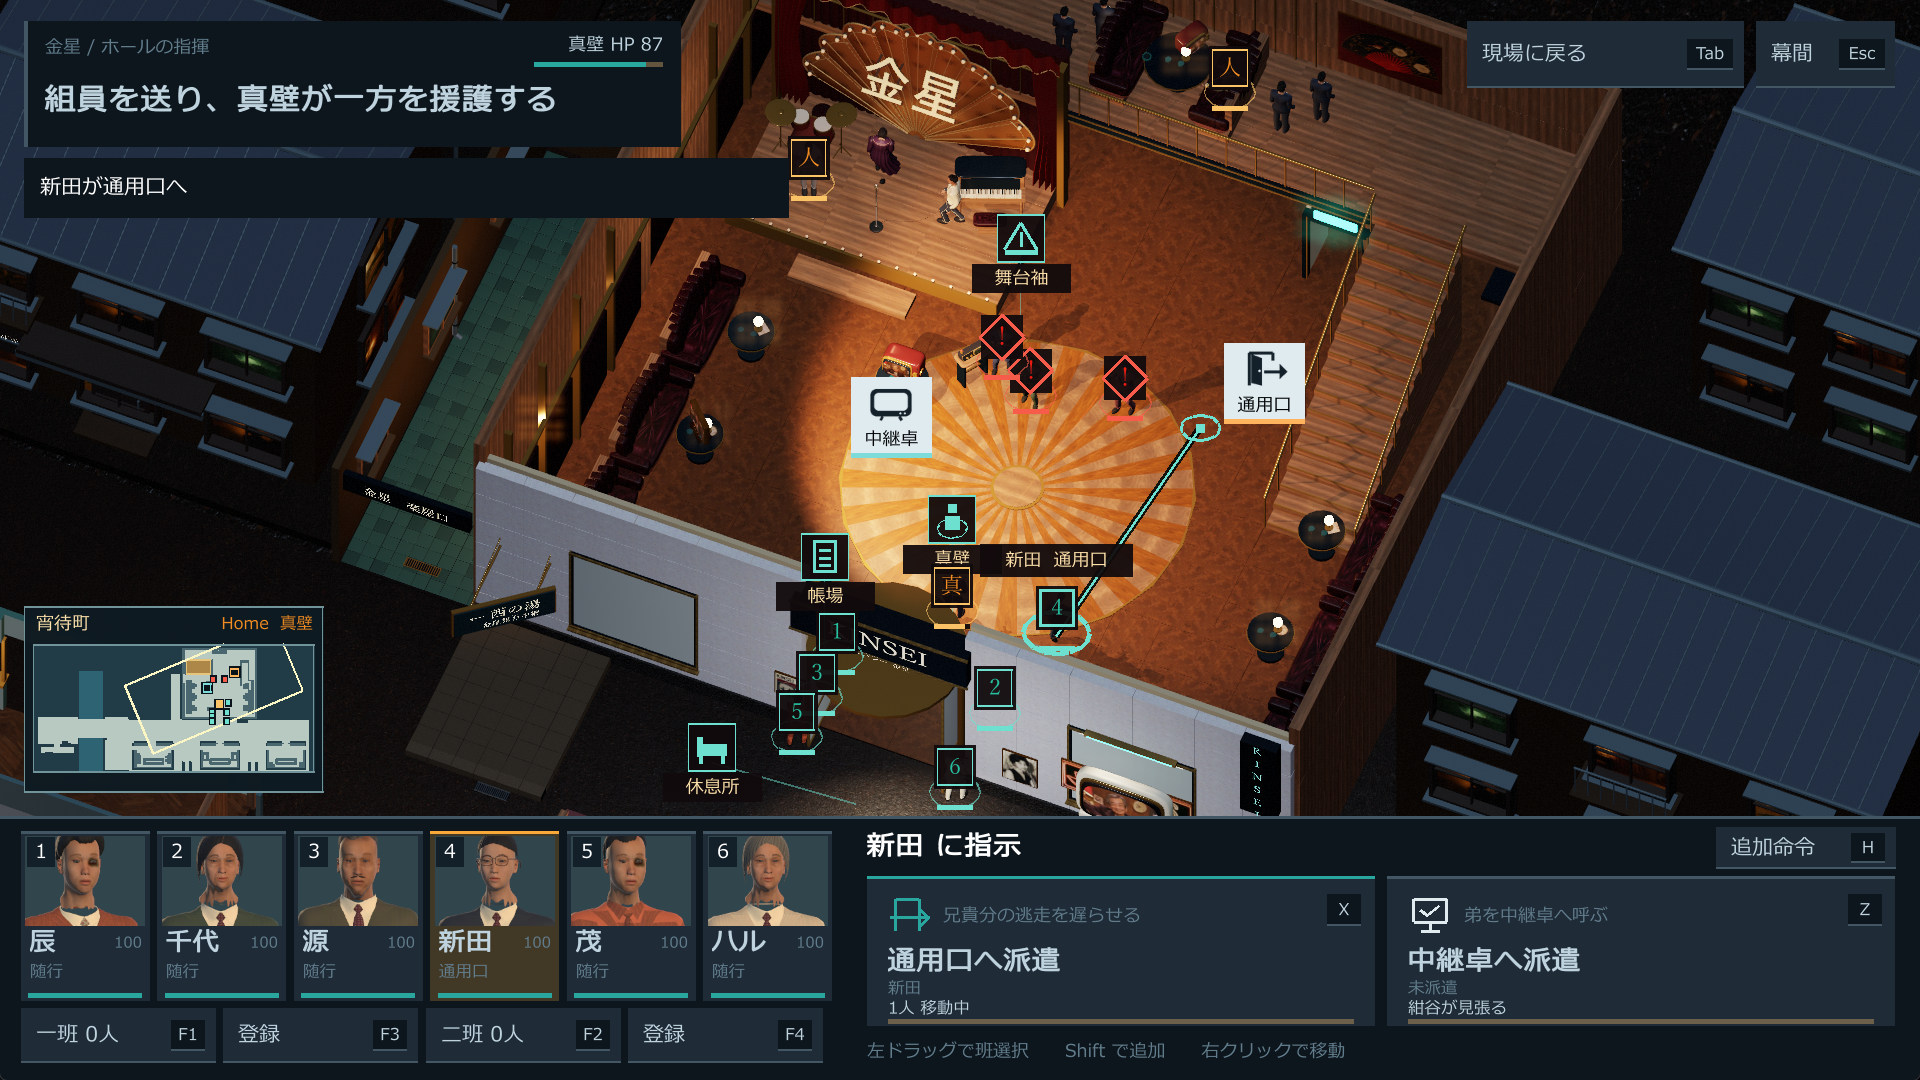 金星 / ホールの指揮
真壁 HP 87
組員を送り、真壁が一方を援護する
新田が通用口へ
現場に戻る Tab
幕間 Esc
金星
人
人
舞台袖
!
!
!
通用口
中継卓
真壁
新田 通用口
真
帳場
4
1
3
5
2
6
NSEI
休息所
RINSE
宵待町
Home 真壁
1
辰 100
随行
2
千代 100
随行
3
源 100
随行
4
新田 100
通用口
5
茂 100
随行
6
ハル 100
随行
一班 0人 F1
登録 F3
二班 0人 F2
登録 F4
新田 に指示
追加命令 H
兄貴分の逃走を遅らせる X
通用口へ派遣
新田
1人 移動中
弟を中継卓へ呼ぶ Z
中継卓へ派遣
未派遣
紺谷が見張る
左ドラッグで班選択 Shift で追加 右クリックで移動